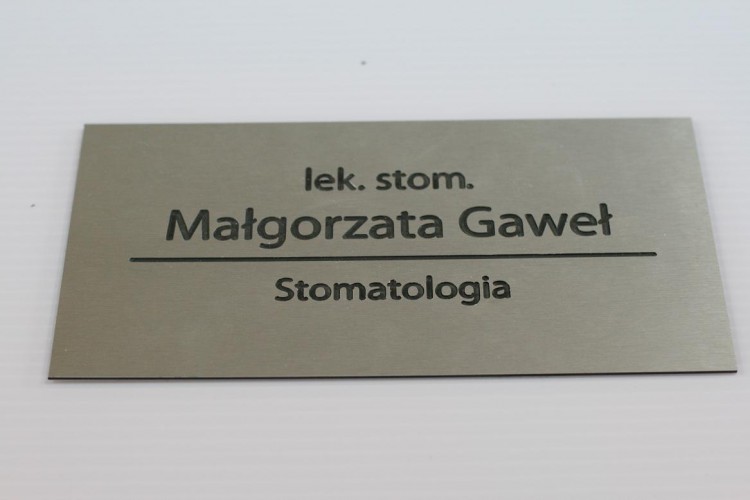 lek. stom.
Małgorzata Gaweł
Stomatologia